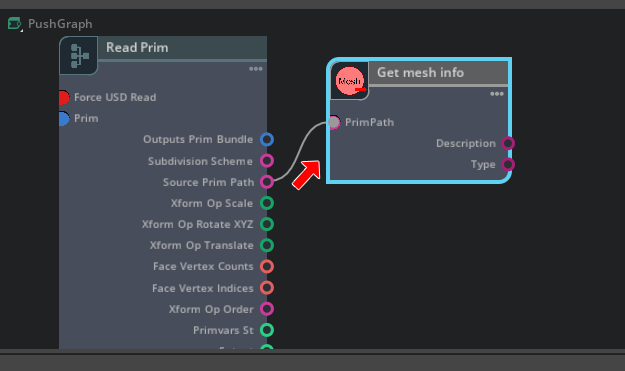 PushGraph
Read Prim
Force USD Read
Prim
Outputs Prim Bundle
Subdivision Scheme
Source Prim Path
Xform Op Scale
Xform Op Rotate XYZ
Xform Op Translate
Face Vertex Counts
Face Vertex Indices
Xform Op Order
Primvars St
Mesh
Get mesh info
PrimPath
Description
Type